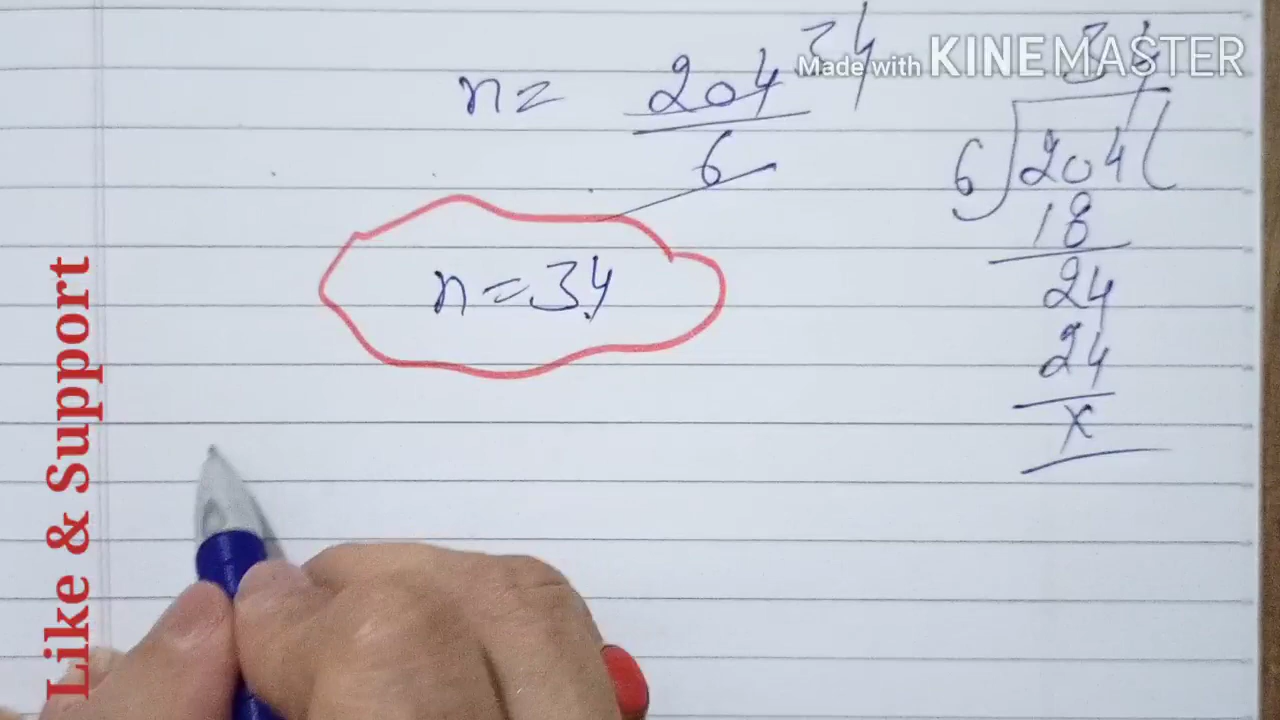 Made with KINEMASTER
n = 204 34
6
n = 34
34
6 204
18
24
24
x
Like & Support